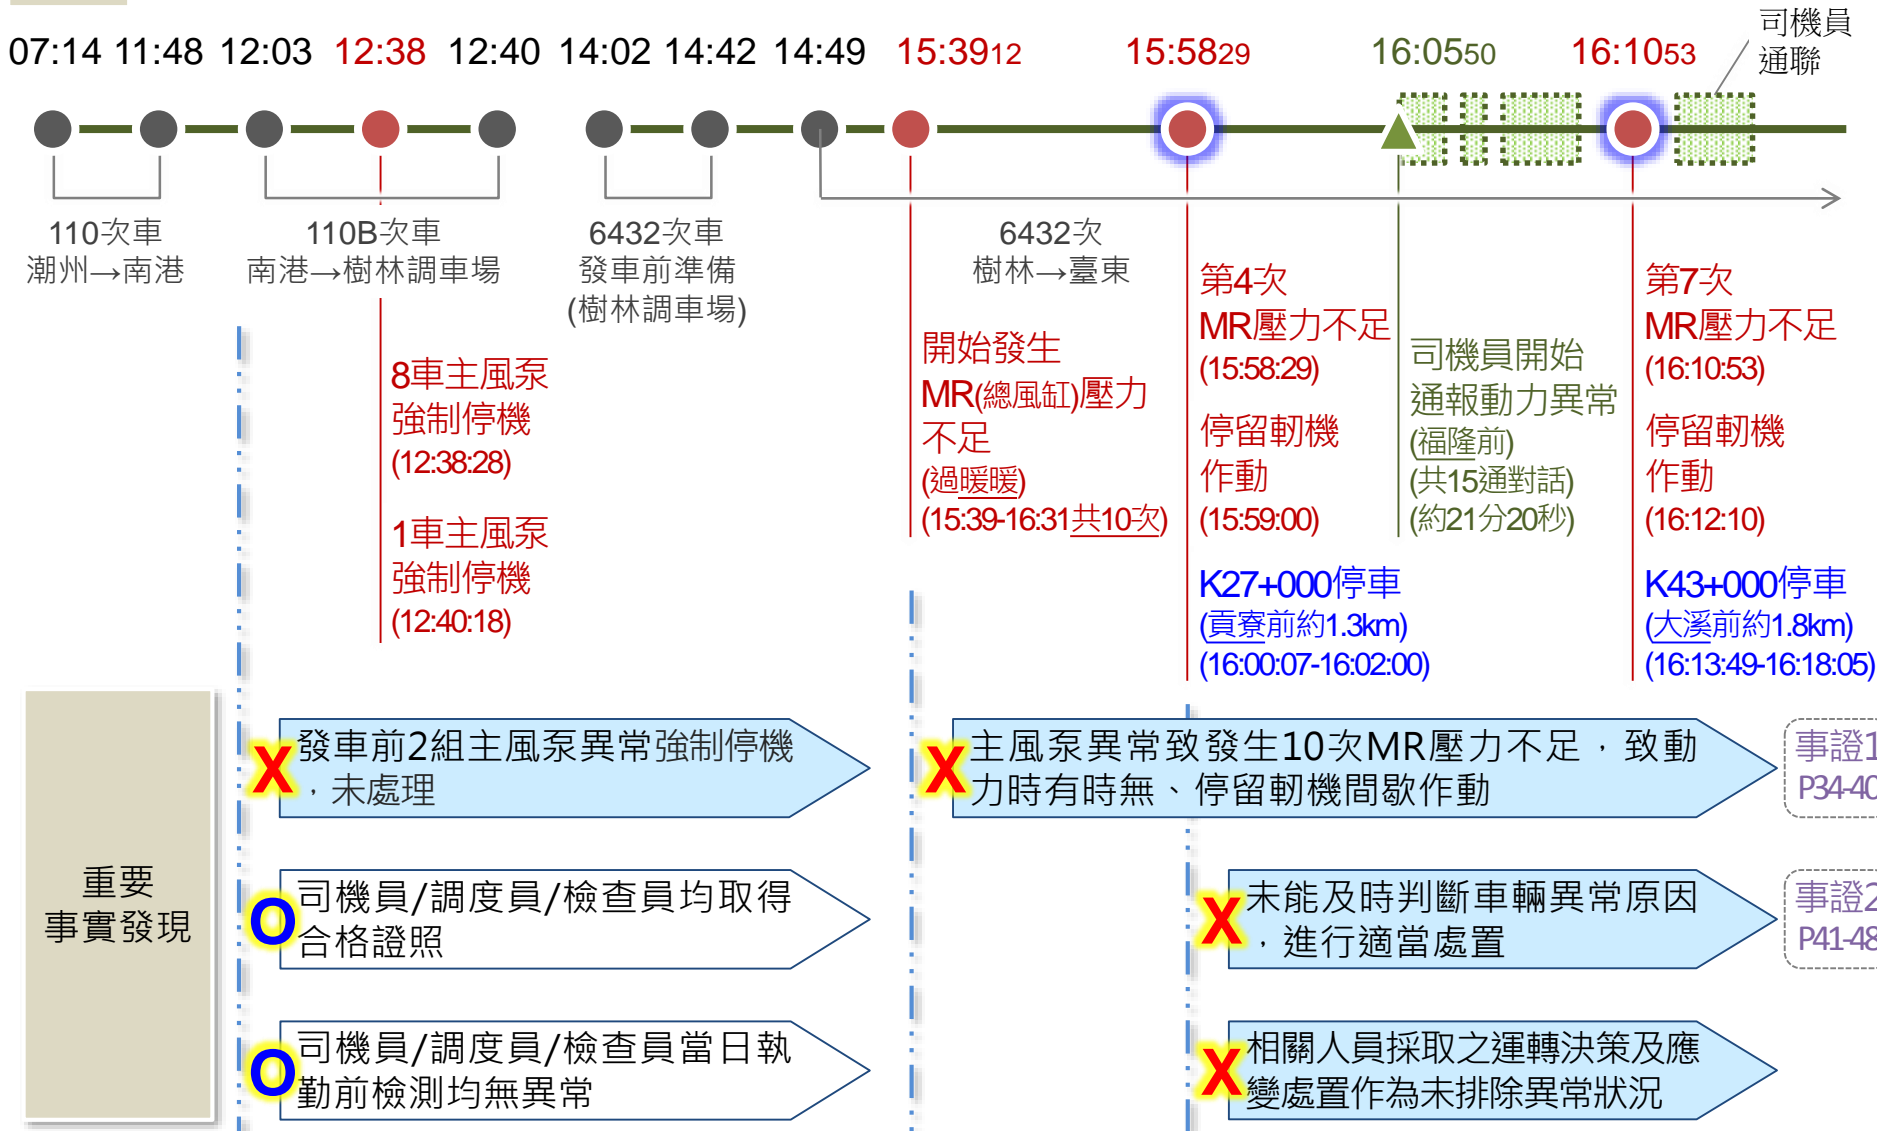 07:14 11:48 12:03 12:38 12:40 14:02 14:42 14:49 15:3912 15:5829 16:0550 16:1053
司機員
通聯
110次車
潮州→南港
110B次車
南港→樹林調車場
6432次車
發車前準備
(樹林調車場)
6432次
樹林→臺東
8車主風泵
強制停機
(12:38:28)
1車主風泵
強制停機
(12:40:18)
開始發生
MR(總風缸)壓力
不足
(過暖暖)
(15:39-16:31共10次)
第4次
MR壓力不足
(15:58:29)
停留軔機
作動
(15:59:00)
K27+000停車
(貢寮前約1.3km)
(16:00:07-16:02:00)
司機員開始
通報動力異常
(福隆前)
(共15通對話)
(約21分20秒)
第7次
MR壓力不足
(16:10:53)
停留軔機
作動
(16:12:10)
K43+000停車
(大溪前約1.8km)
(16:13:49-16:18:05)
重要
事實發現
X 發車前2組主風泵異常強制停機
，未處理
X 主風泵異常致發生10次MR壓力不足，致動
力時有時無、停留軔機間歇作動
事證1
P34-40
O 司機員/調度員/檢查員均取得
合格證照
X 未能及時判斷車輛異常原因
，進行適當處置
事證2
P41-48
O 司機員/調度員/檢查員當日執
勤前檢測均無異常
X 相關人員採取之運轉決策及應
變處置作為未排除異常狀況